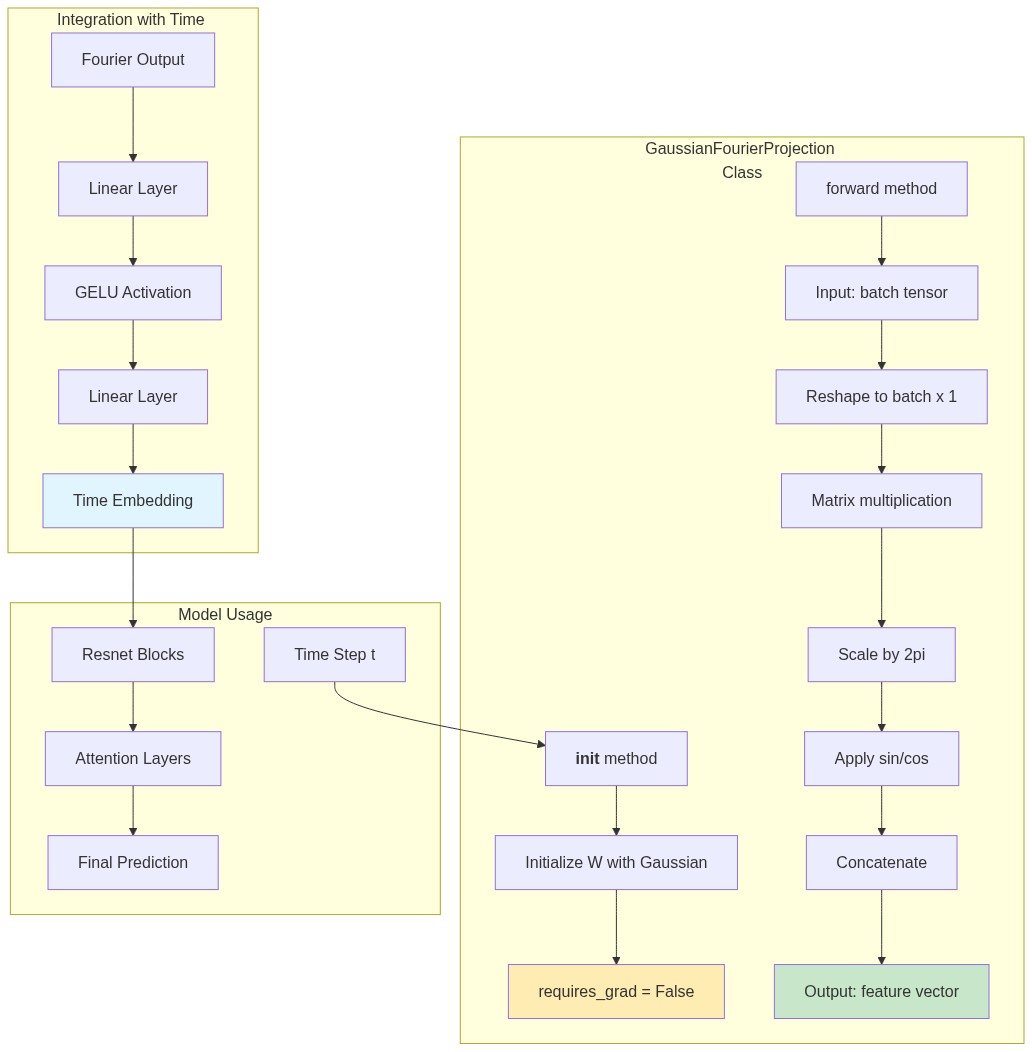 Integration with Time
Fourier Output
Linear Layer
GELU Activation
Linear Layer
Time Embedding
Model Usage
Resnet Blocks
Time Step t
Attention Layers
Final Prediction
GaussianFourierProjection
Class
forward method
Input: batch tensor
Reshape to batch x 1
Matrix multiplication
Scale by 2pi
Apply sin/cos
Concatenate
Output: feature vector
init method
Initialize W with Gaussian
requires_grad = False